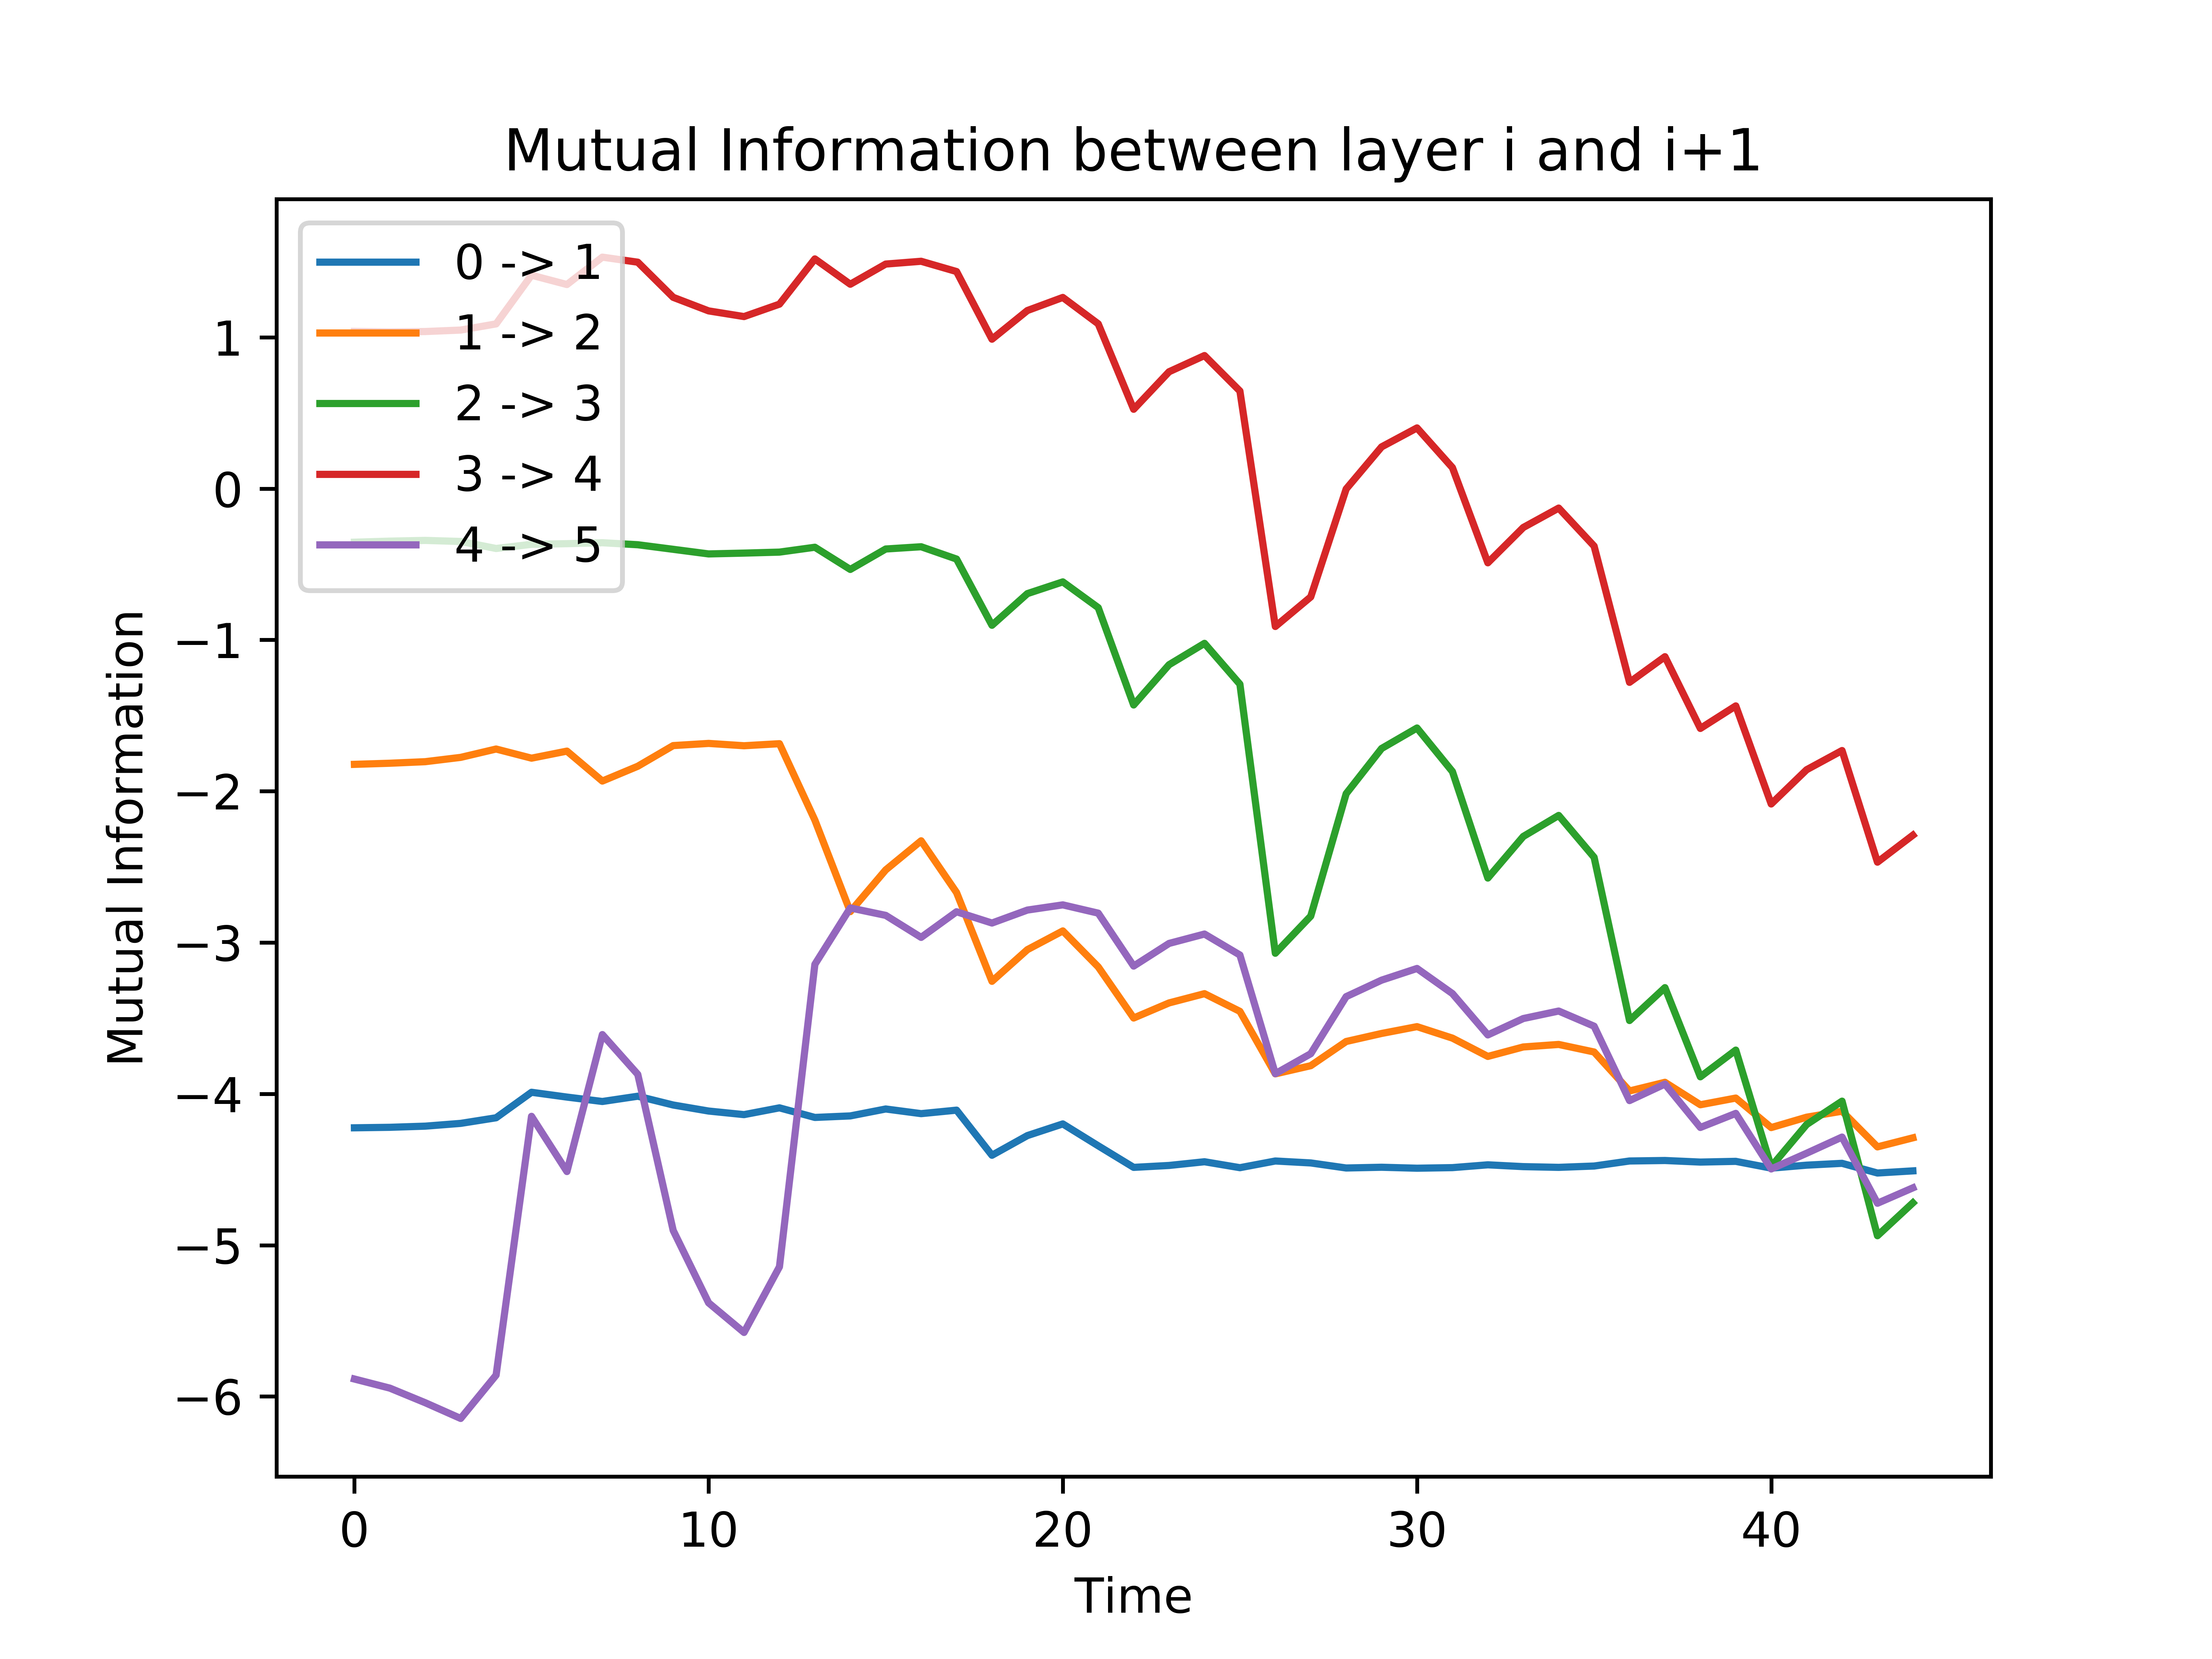 Mutual Information between layer i and i+1
0 -> 1
1 -> 2
2 -> 3
3 -> 4
4 -> 5
1
0
−1
−2
−3
−4
−5
−6
Mutual Information
0 10 20 30 40
Time